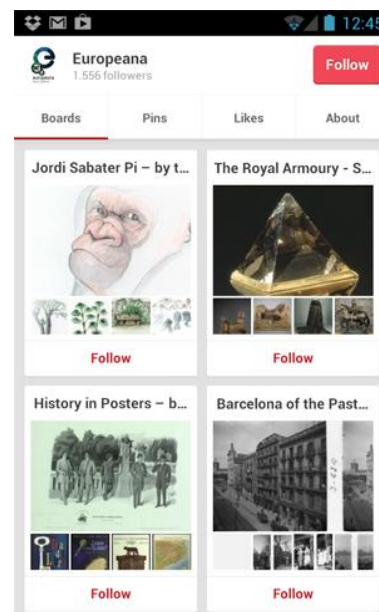 12:45
Europeana
1.556 followers
Follow
Boards
Pins
Likes
About
Jordi Sabater Pi – by t...
The Royal Armoury - S...
Follow
Follow
History in Posters – b...
Barcelona of the Past...
Follow
Follow